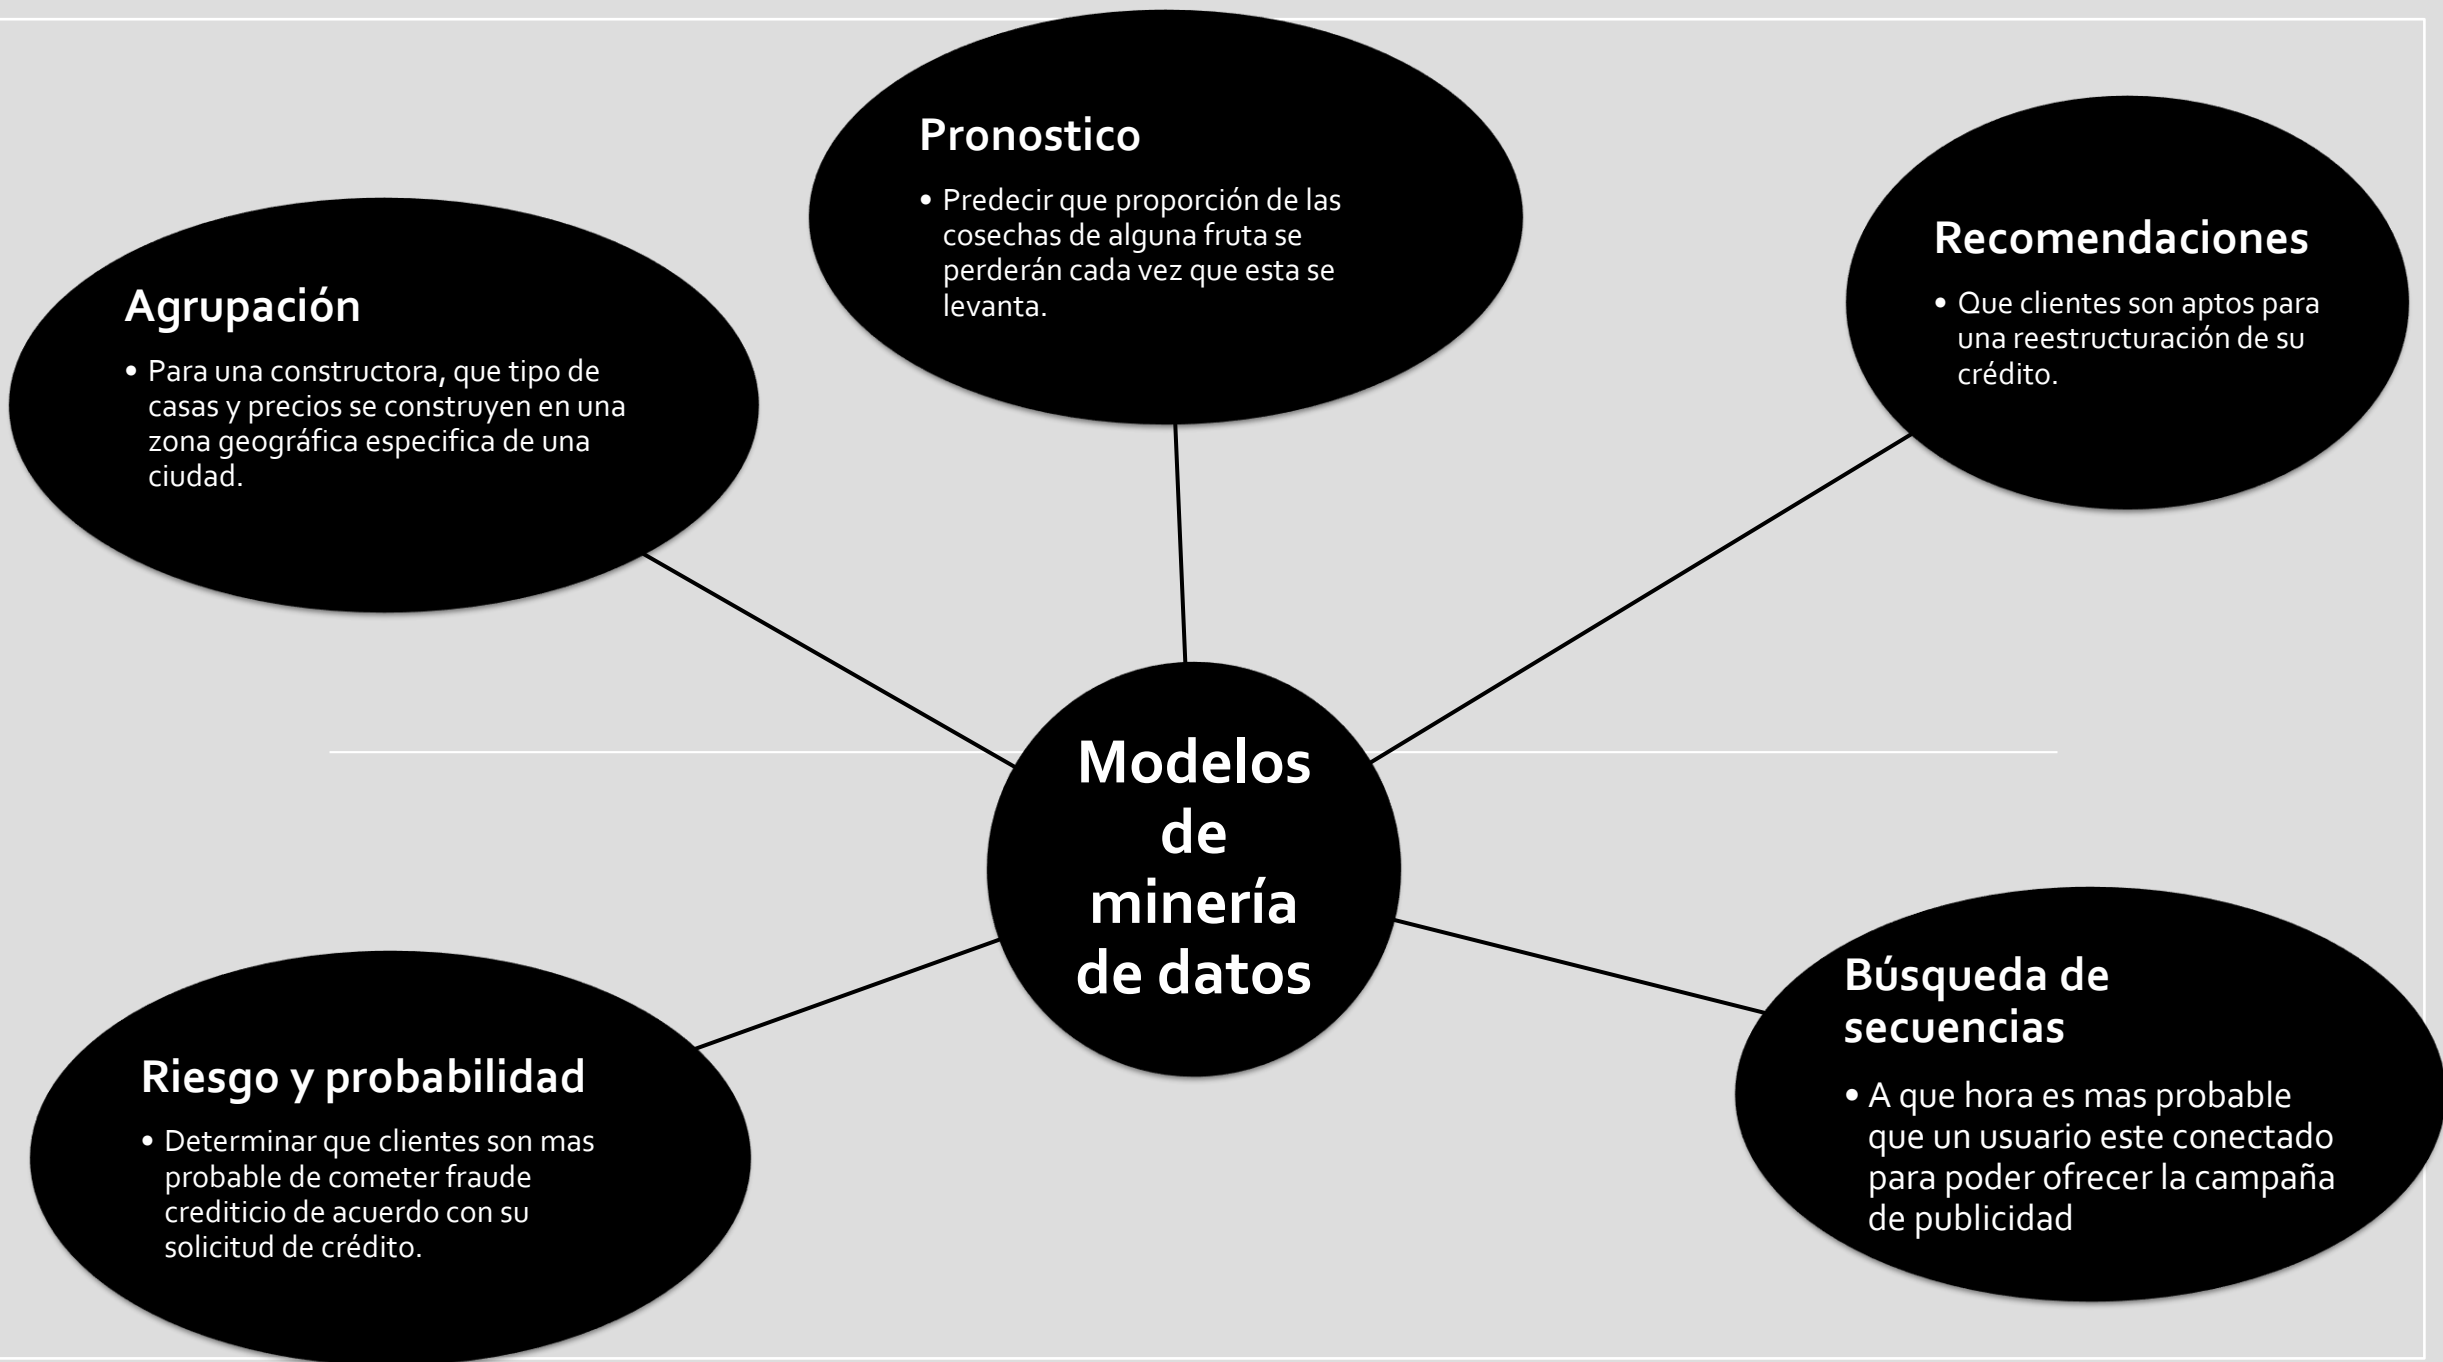 Pronostico
• Predecir que proporción de las
cosechas de alguna fruta se
perderán cada vez que esta se
levanta.
Recomendaciones
• Que clientes son aptos para
una reestructuración de su
crédito.
Agrupación
• Para una constructora, que tipo de
casas y precios se construyen en una
zona geográfica especifica de una
ciudad.
Modelos
de
minería
de datos
Búsqueda de
secuencias
• A que hora es mas probable
que un usuario este conectado
para poder ofrecer la campaña
de publicidad
Riesgo y probabilidad
• Determinar que clientes son mas
probable de cometer fraude
crediticio de acuerdo con su
solicitud de crédito.